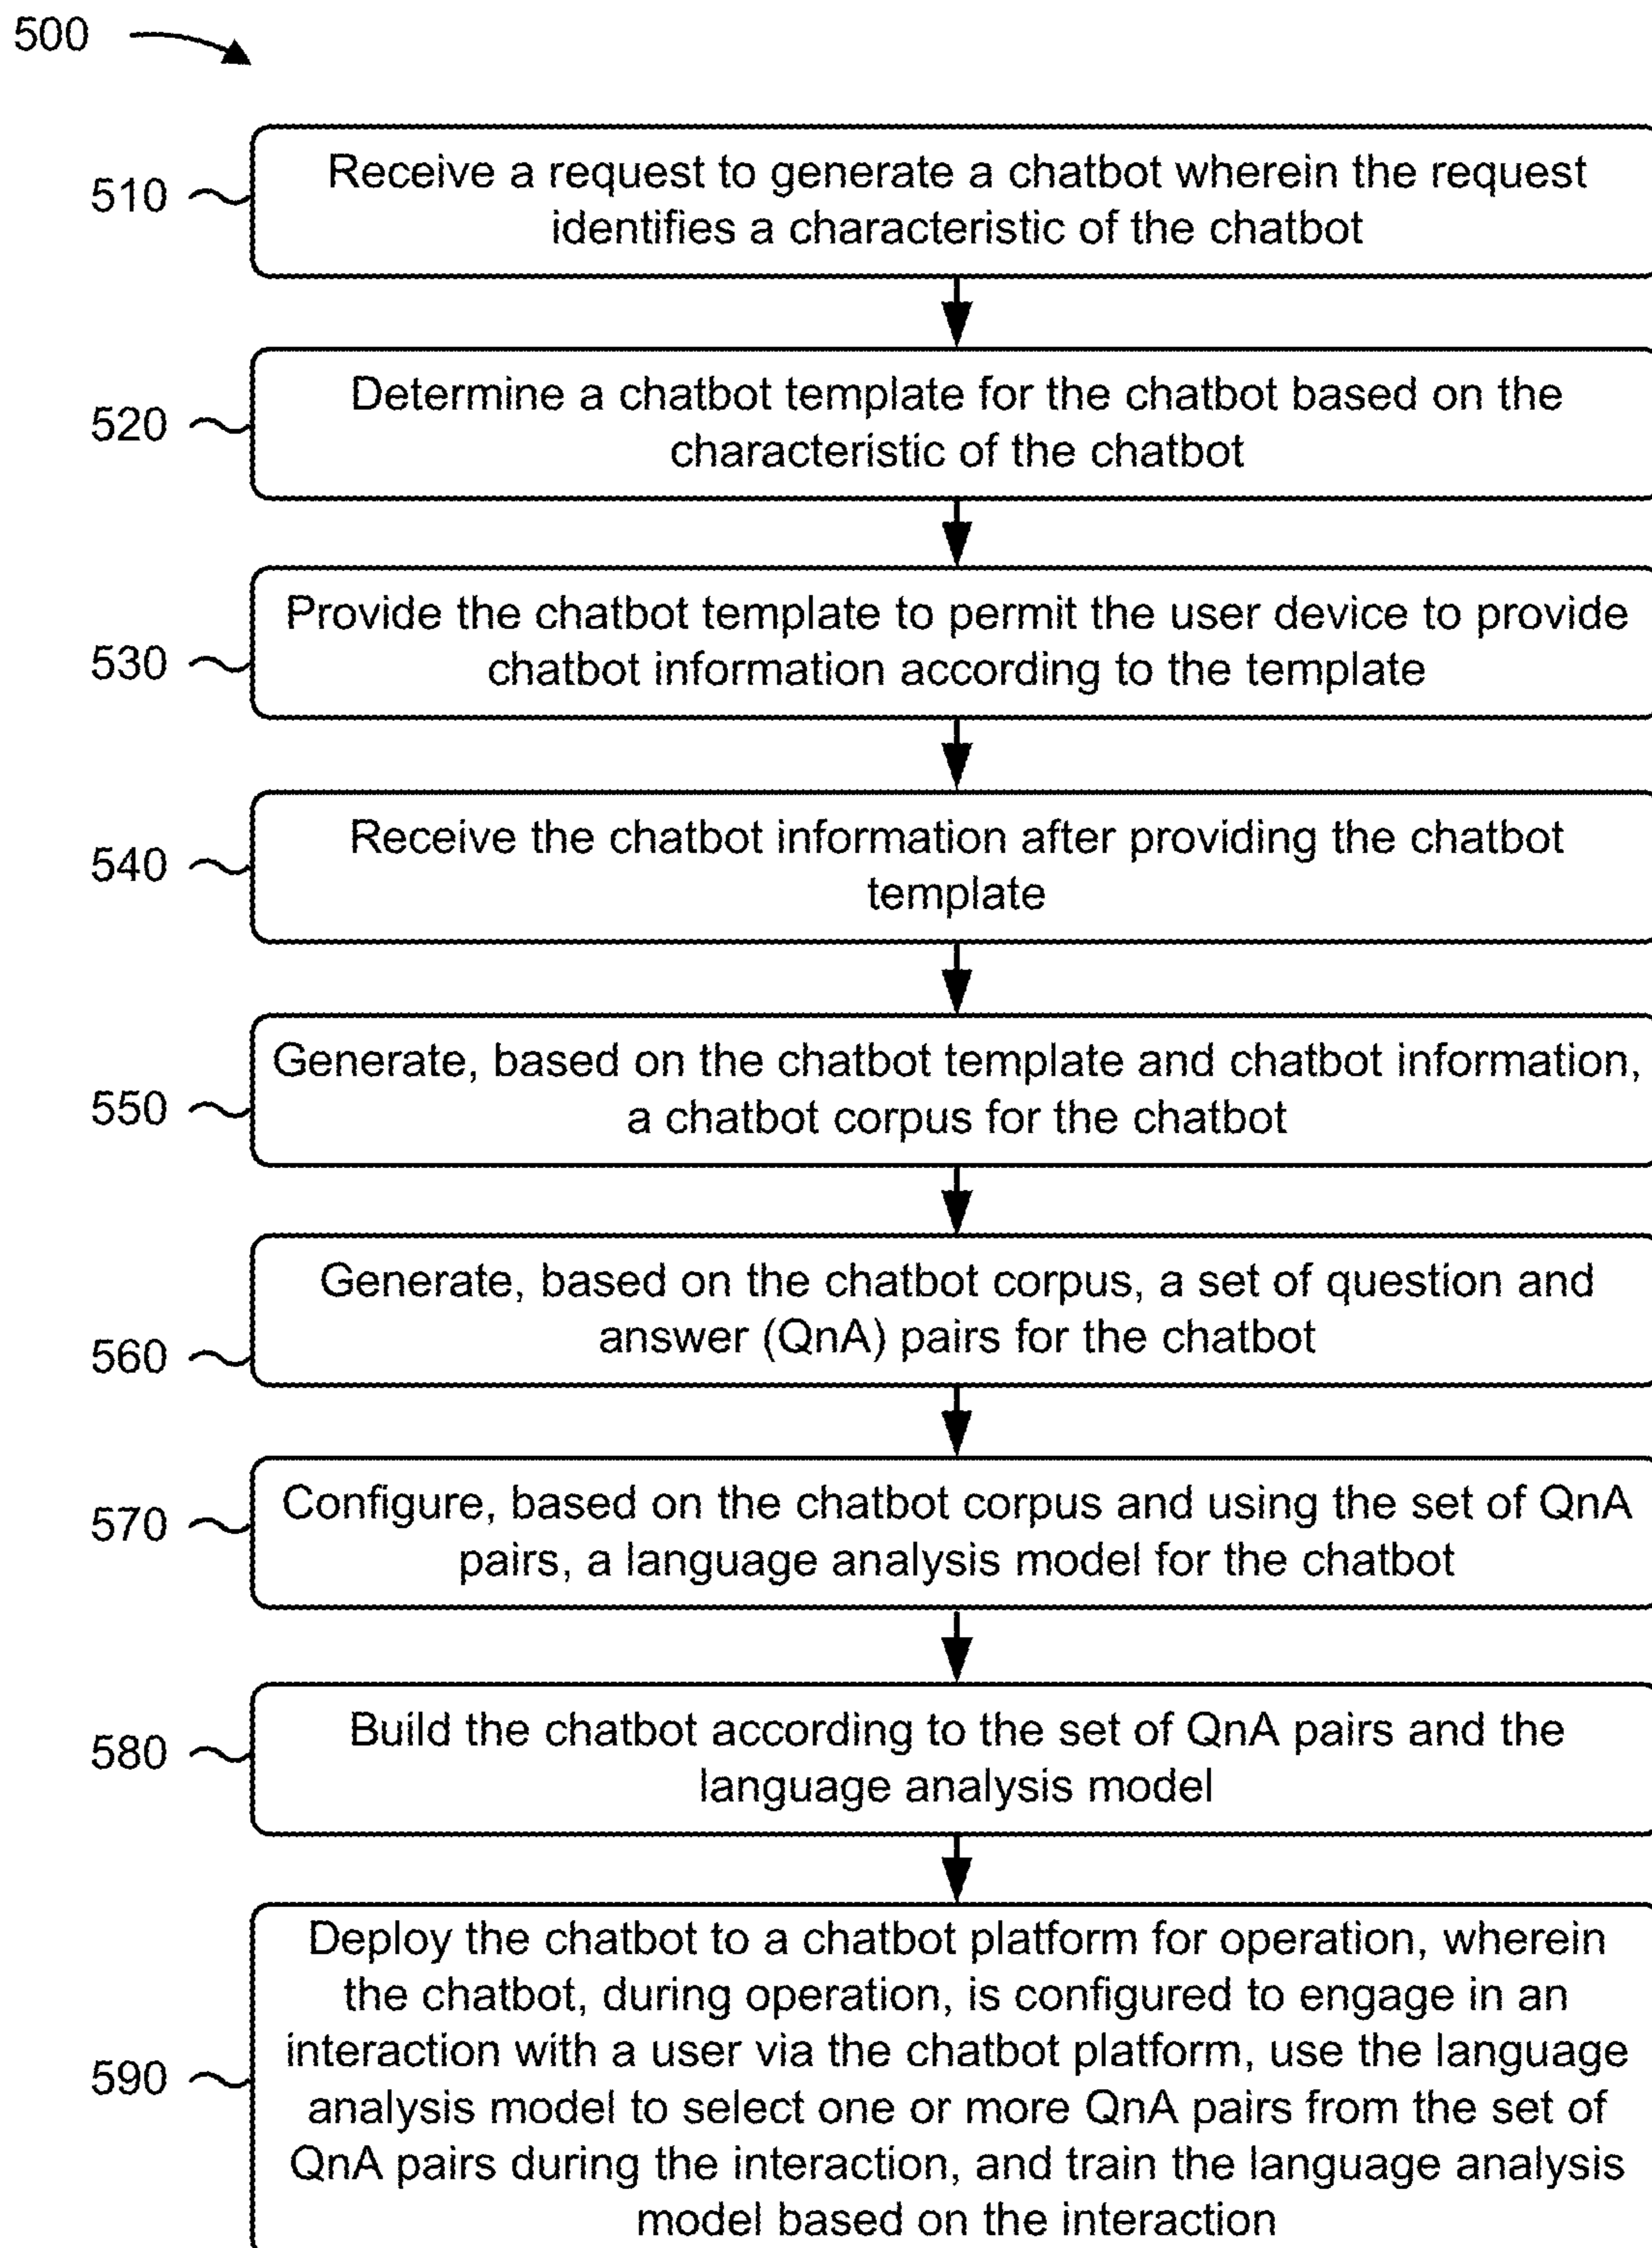 500
510
Receive a request to generate a chatbot wherein the request
identifies a characteristic of the chatbot
520
Determine a chatbot template for the chatbot based on the
characteristic of the chatbot
530
Provide the chatbot template to permit the user device to provide
chatbot information according to the template
540
Receive the chatbot information after providing the chatbot
template
550
Generate, based on the chatbot template and chatbot information,
a chatbot corpus for the chatbot
560
Generate, based on the chatbot corpus, a set of question and
answer (QnA) pairs for the chatbot
570
Configure, based on the chatbot corpus and using the set of QnA
pairs, a language analysis model for the chatbot
580
Build the chatbot according to the set of QnA pairs and the
language analysis model
590
Deploy the chatbot to a chatbot platform for operation, wherein
the chatbot, during operation, is configured to engage in an
interaction with a user via the chatbot platform, use the language
analysis model to select one or more QnA pairs from the set of
QnA pairs during the interaction, and train the language analysis
model based on the interaction